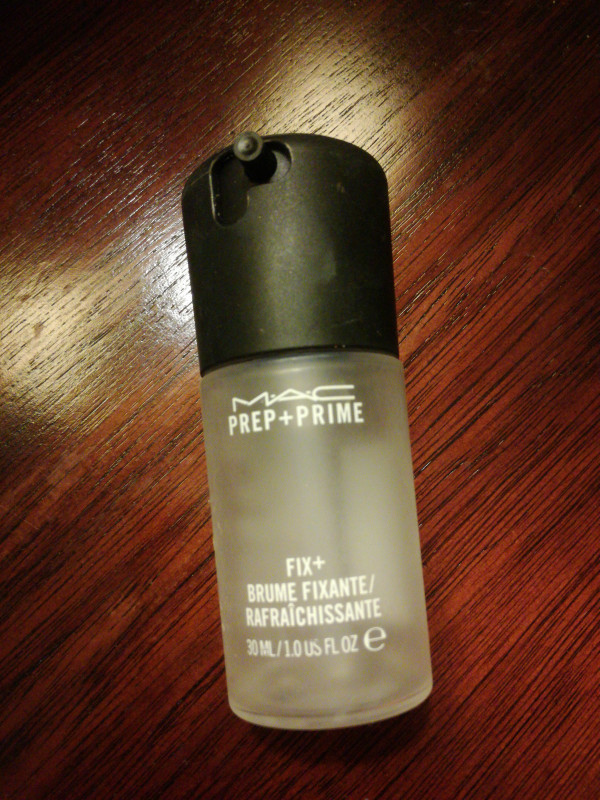 MAC
PREP+PRIME
FIX+
BRUME FIXANTE/
RAFRAÎCHISSANTE
30 ML / 1.0 US FL OZ e